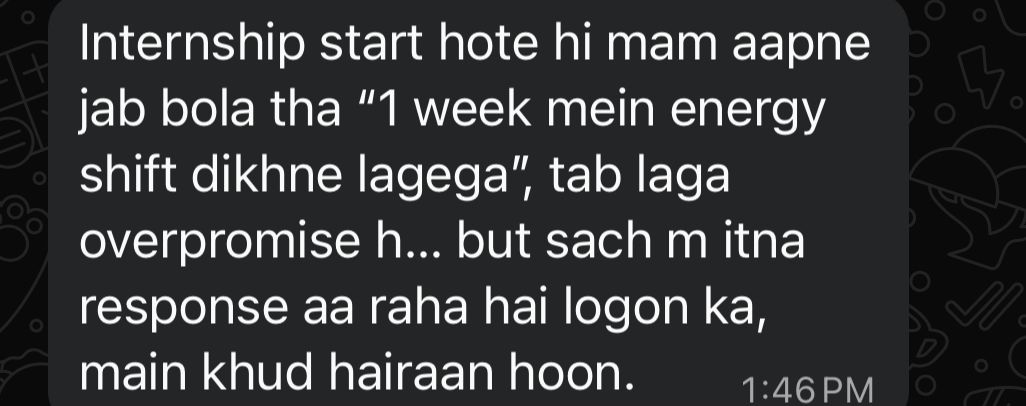 Internship start hote hi mam aapne
jab bola tha “1 week mein energy
shift dikhne lagega”, tab laga
overpromise h... but sach m itna
response aa raha hai logon ka,
main khud hairaan hoon.
1:46 PM